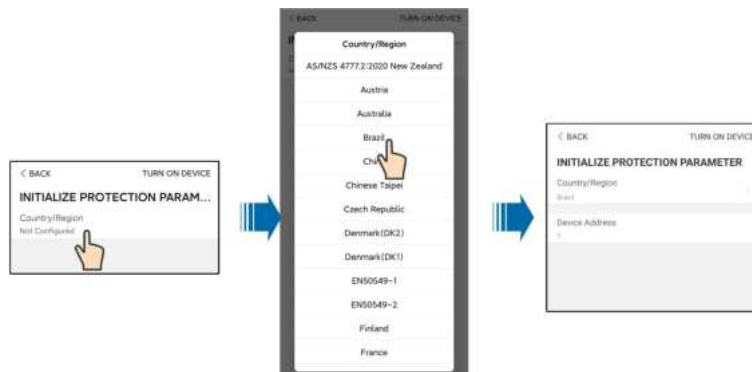 < BACK TURN ON DEVICE
INITIALIZE PROTECTION PARAM...
Country/Region
Not Configured
< BACK TURN ON DEVICE
Country/Region
AS/NZS 4777.2:2020 New Zealand
Austria
Australia
Brazil
Chi
Chinese Taipei
Czech Republic
Denmark(DK2)
Denmark(DK1)
EN50549-1
EN50549-2
Finland
France
< BACK TURN ON DEVICE
INITIALIZE PROTECTION PARAMETER
Country/Region
Brazil
Device Address